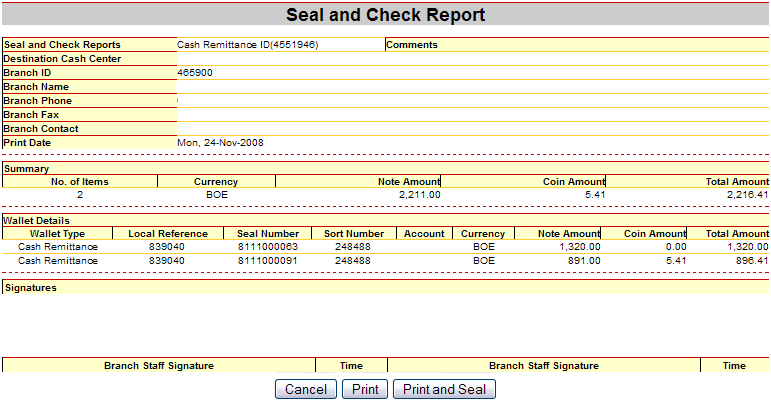 Seal and Check Report
Seal and Check Reports Cash Remittance ID(4551946) Comments
Destination Cash Center
Branch ID 465900
Branch Name
Branch Phone
Branch Fax
Branch Contact
Print Date Mon, 24-Nov-2008
Summary
No. of Items Currency Note Amount Coin Amount Total Amount
2 BOE 2,211.00 5.41 2,216.41
Wallet Details
Wallet Type Local Reference Seal Number Sort Number Account Currency Note Amount Coin Amount Total Amount
Cash Remittance 839040 8111000063 248488 BOE 1,320.00 0.00 1,320.00
Cash Remittance 839040 8111000091 248488 BOE 891.00 5.41 896.41
Signatures
Branch Staff Signature Time Branch Staff Signature Time
Cancel Print Print and Seal